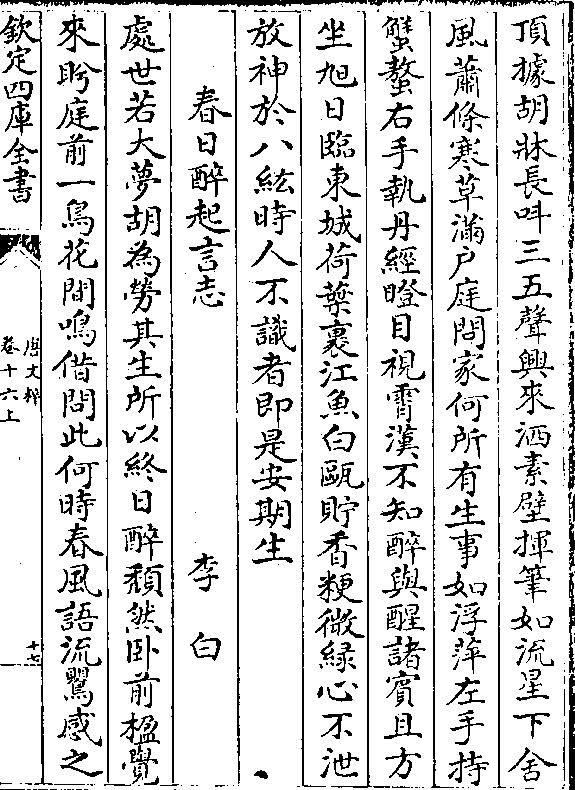 頂據胡牀長呌三五聲興來洒素壁揮筆如流星下舍
風蕭條寒草滿户庭問家何所有生事如浮萍左手持
蟹螯右手執丹經瞪目視霄漢不知醉與醒諸賓且方
坐旭日臨東城荷葉裹江魚白甌貯香粳微緑心不泄
放神於八紘時人不識者即是安期生
春日醉起言志 李白
處世若大夢胡為勞其生所以終日醉頹然卧前楹覺
來眄庭前一鳥花間鳴借問此何時春風語流鸎感之
欽定四庫全書
唐文粹
卷十六上
十七